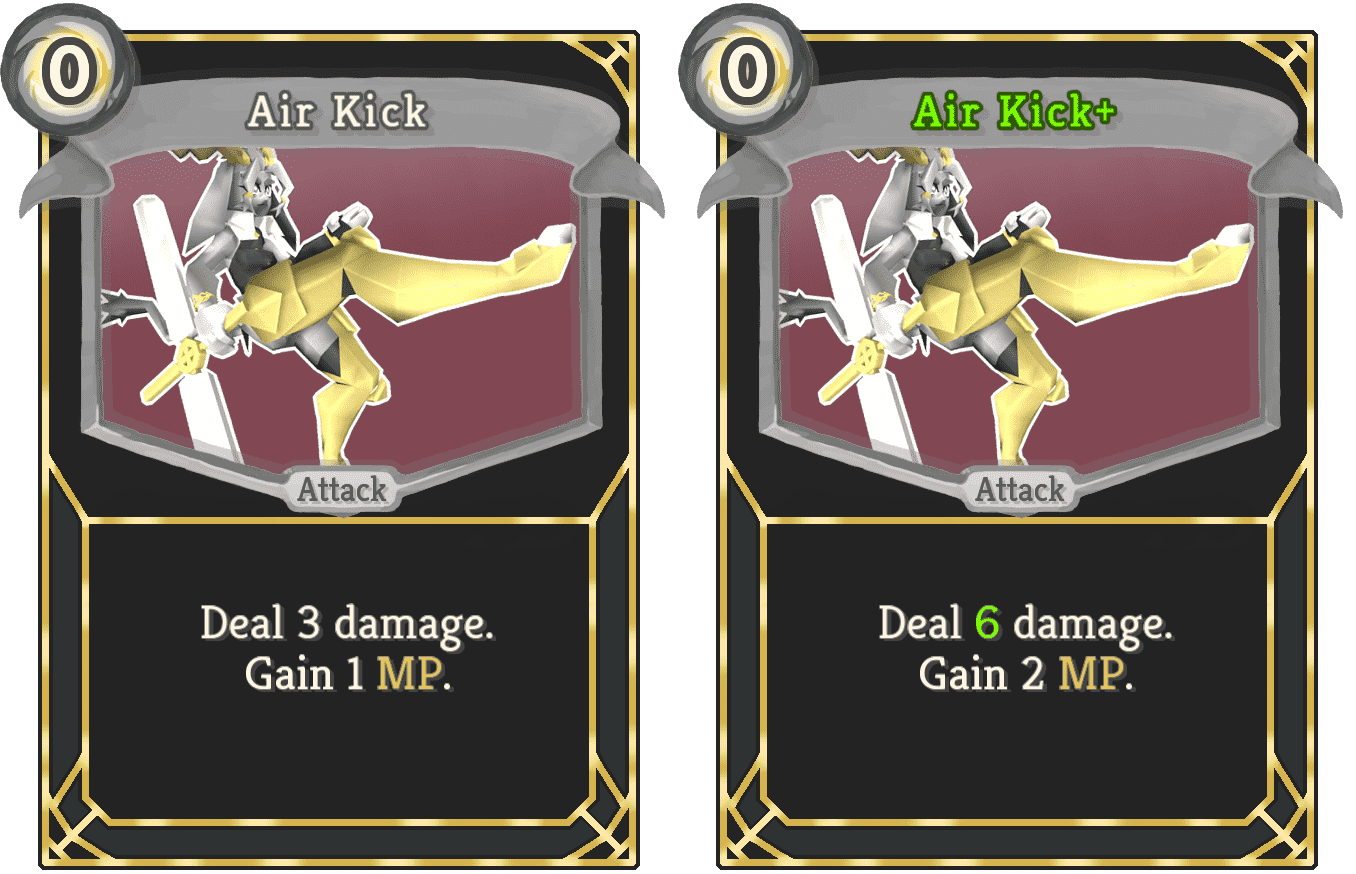 0
Air Kick
Attack
Deal 3 damage.
Gain 1 MP.
0
Air Kick+
Attack
Deal 6 damage.
Gain 2 MP.